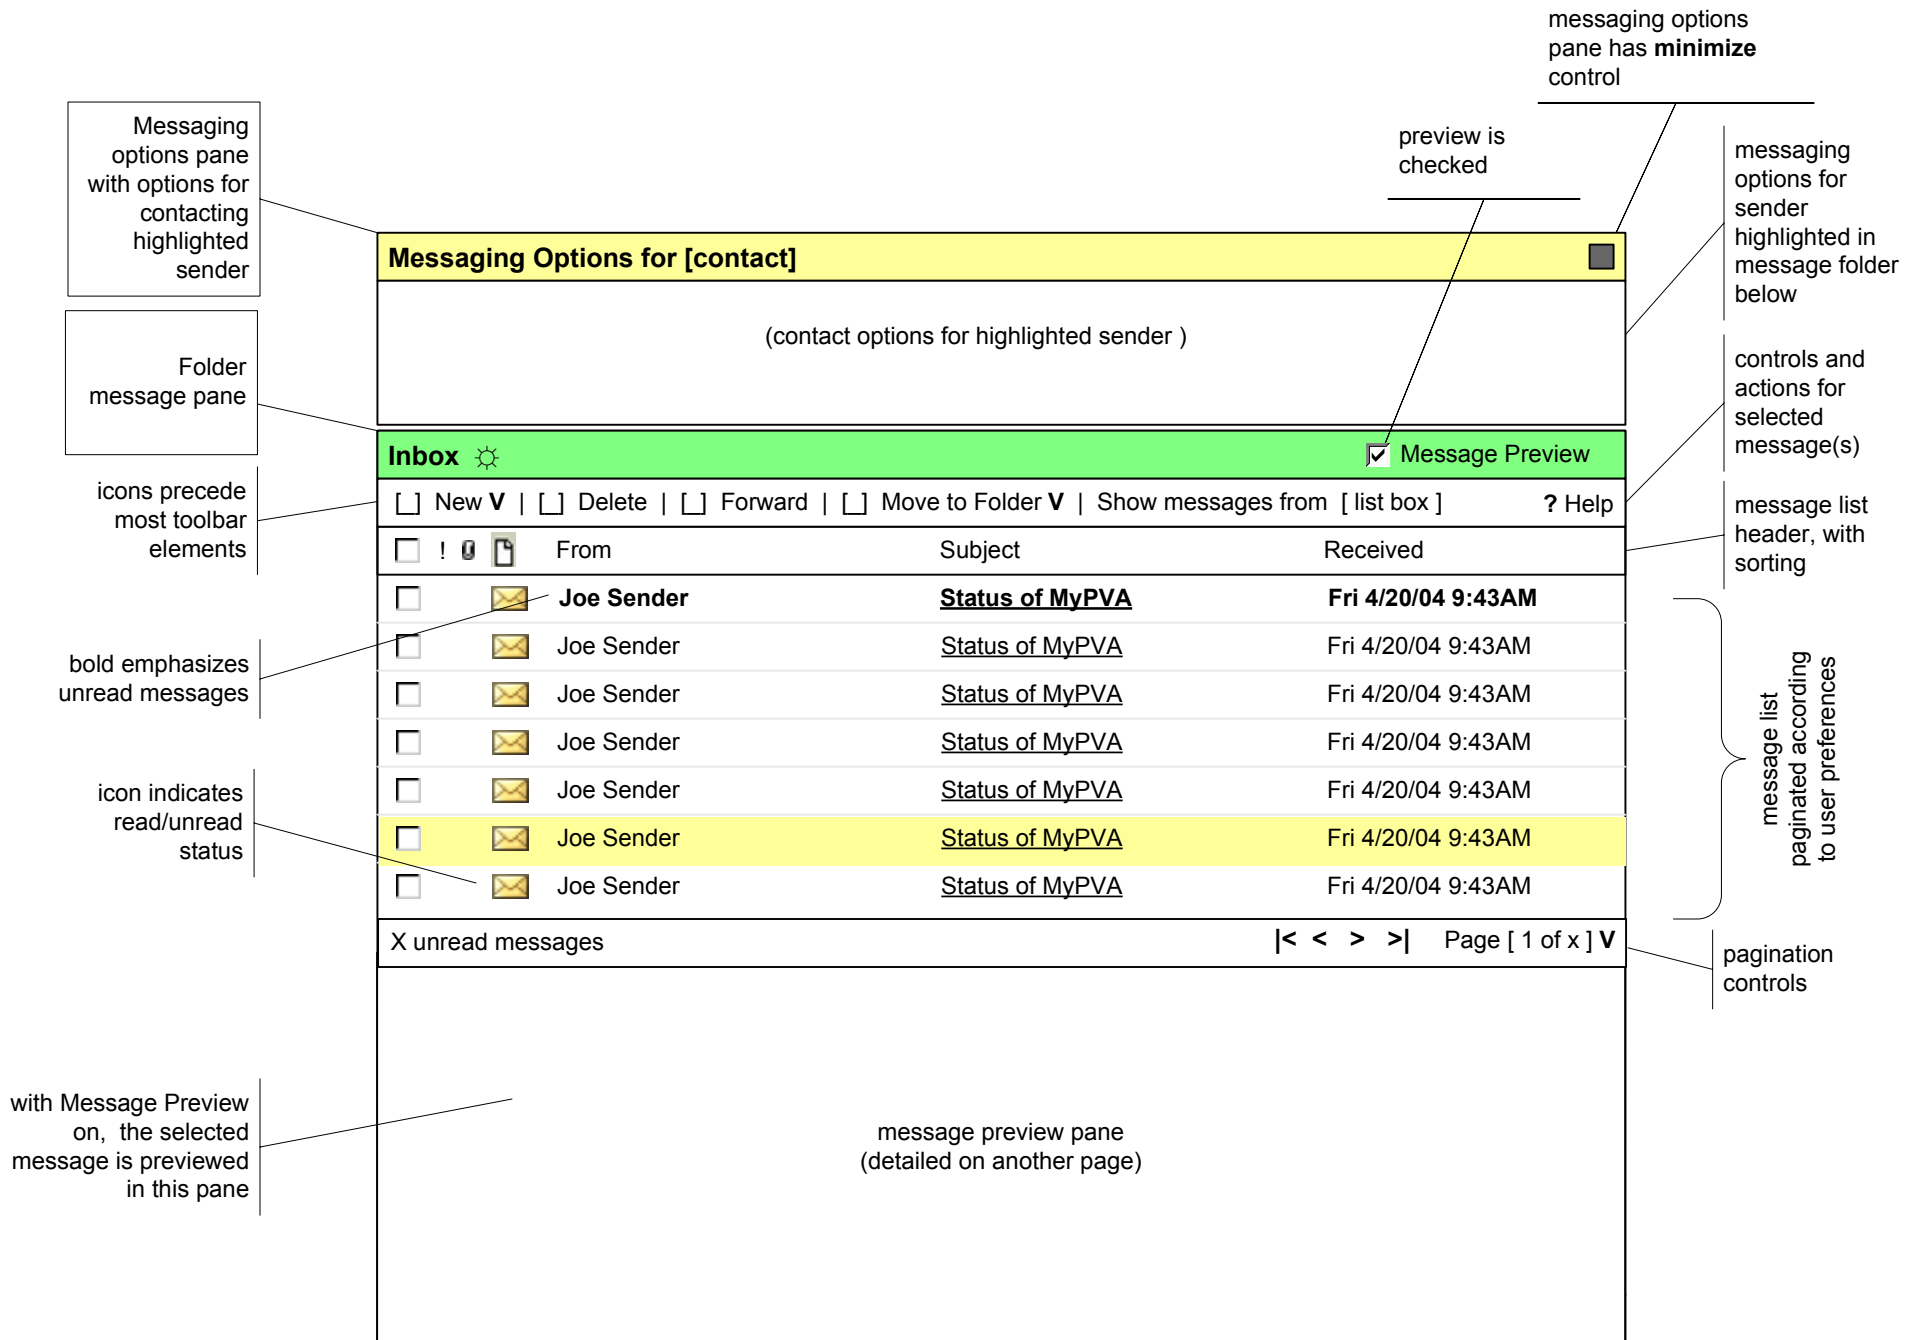 messaging options
pane has minimize
control
preview is
checked
Messaging
options pane
with options for
contacting
highlighted
sender
messaging
options for
sender
highlighted in
message folder
below
Messaging Options for [contact]
(contact options for highlighted sender )
Folder
message pane
controls and
actions for
selected
message(s)
Inbox
Message Preview
icons precede
most toolbar
elements
[_] New V | [_] Delete | [_] Forward | [_] Move to Folder V | Show messages from [ list box ] ? Help
message list
header, with
sorting
! From Subject Received
Joe Sender Status of MyPVA Fri 4/20/04 9:43AM
Joe Sender Status of MyPVA Fri 4/20/04 9:43AM
Joe Sender Status of MyPVA Fri 4/20/04 9:43AM
Joe Sender Status of MyPVA Fri 4/20/04 9:43AM
Joe Sender Status of MyPVA Fri 4/20/04 9:43AM
Joe Sender Status of MyPVA Fri 4/20/04 9:43AM
Joe Sender Status of MyPVA Fri 4/20/04 9:43AM
bold emphasizes
unread messages
icon indicates
read/unread
status
message list
paginated according
to user preferences
X unread messages |< < > >| Page [ 1 of x ] V
pagination
controls
with Message Preview
on, the selected
message is previewed
in this pane
message preview pane
(detailed on another page)